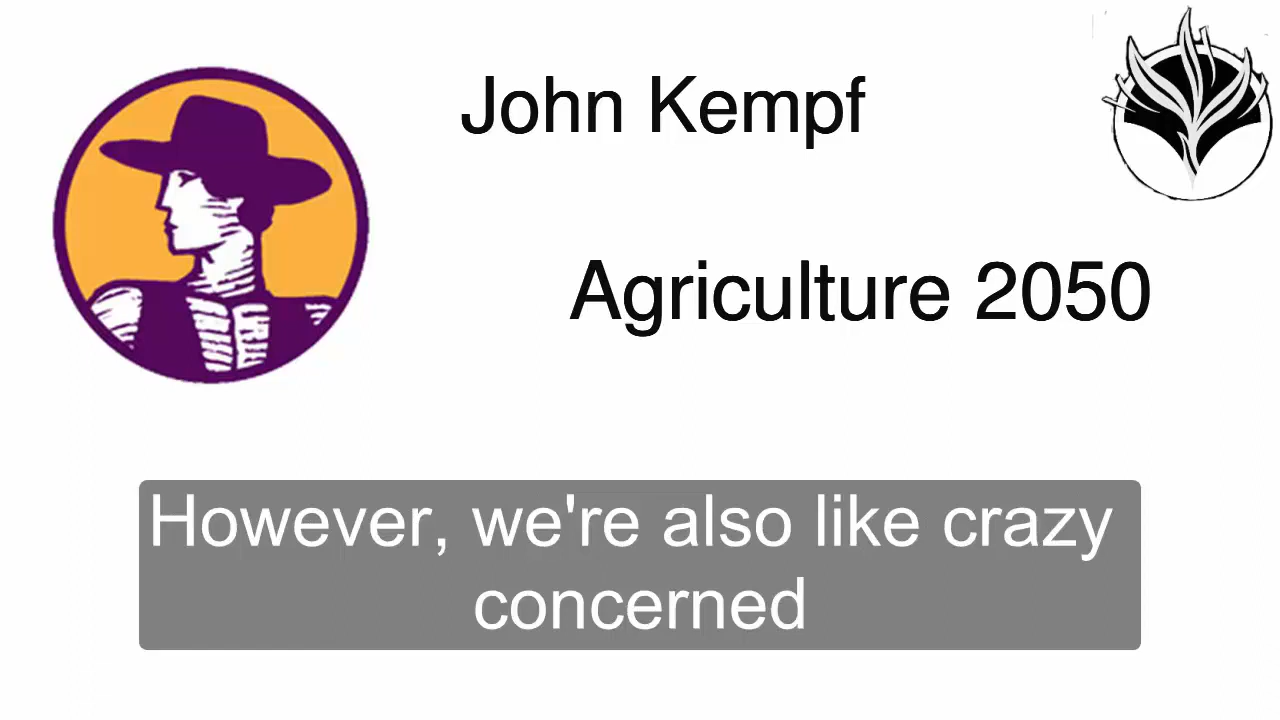 John Kempf
Agriculture 2050
However, we're also like crazy
concerned